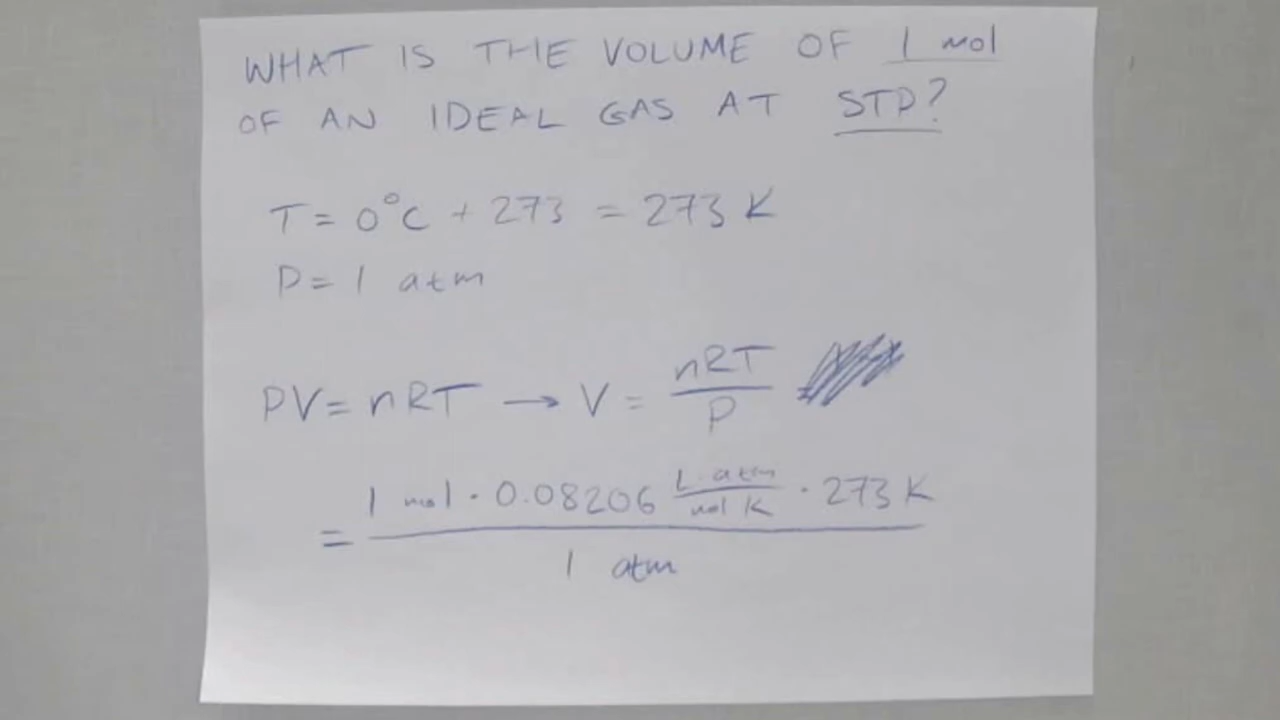 WHAT IS THE VOLUME OF 1 mol
OF AN IDEAL GAS AT STP?
T = 0°C + 273 = 273 K
P = 1 atm
PV = nRT → V = nRT / P
= 1 mol · 0.08206 L·atm / mol K · 273 K / 1 atm